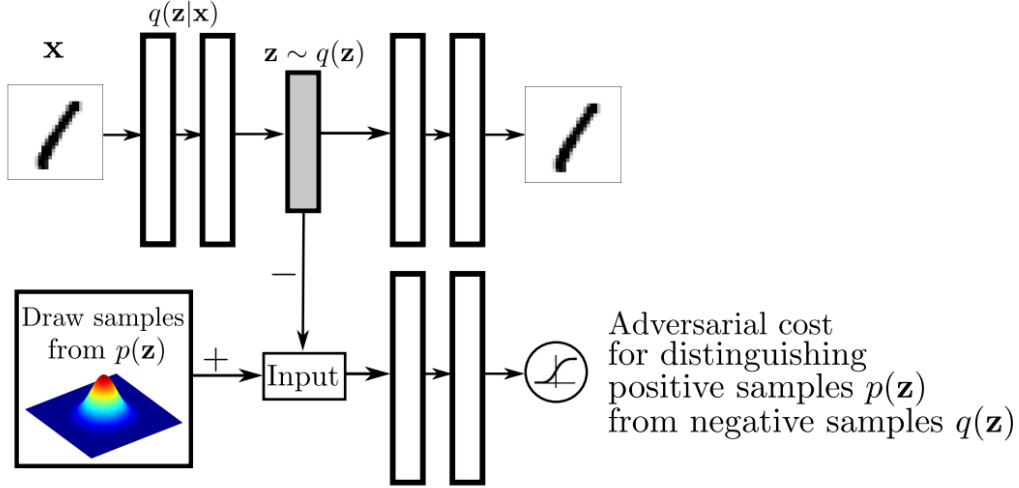 q(z|x)
x
z ∼ q(z)
−
Draw samples
from p(z)
+
Input
Adversarial cost
for distinguishing
positive samples p(z)
from negative samples q(z)